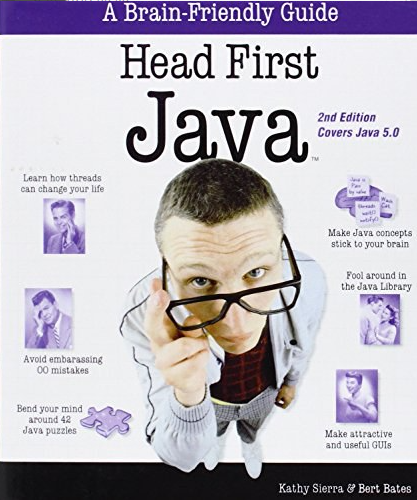 A Brain-Friendly Guide
Head First
Java™
2nd Edition
Covers Java 5.0
Learn how threads
can change your life
Make Java concepts
stick to your brain
Fool around in
the Java Library
Avoid embarassing
OO mistakes
Bend your mind
around 42
Java puzzles
Make attractive
and useful GUIs
Kathy Sierra & Bert Bates